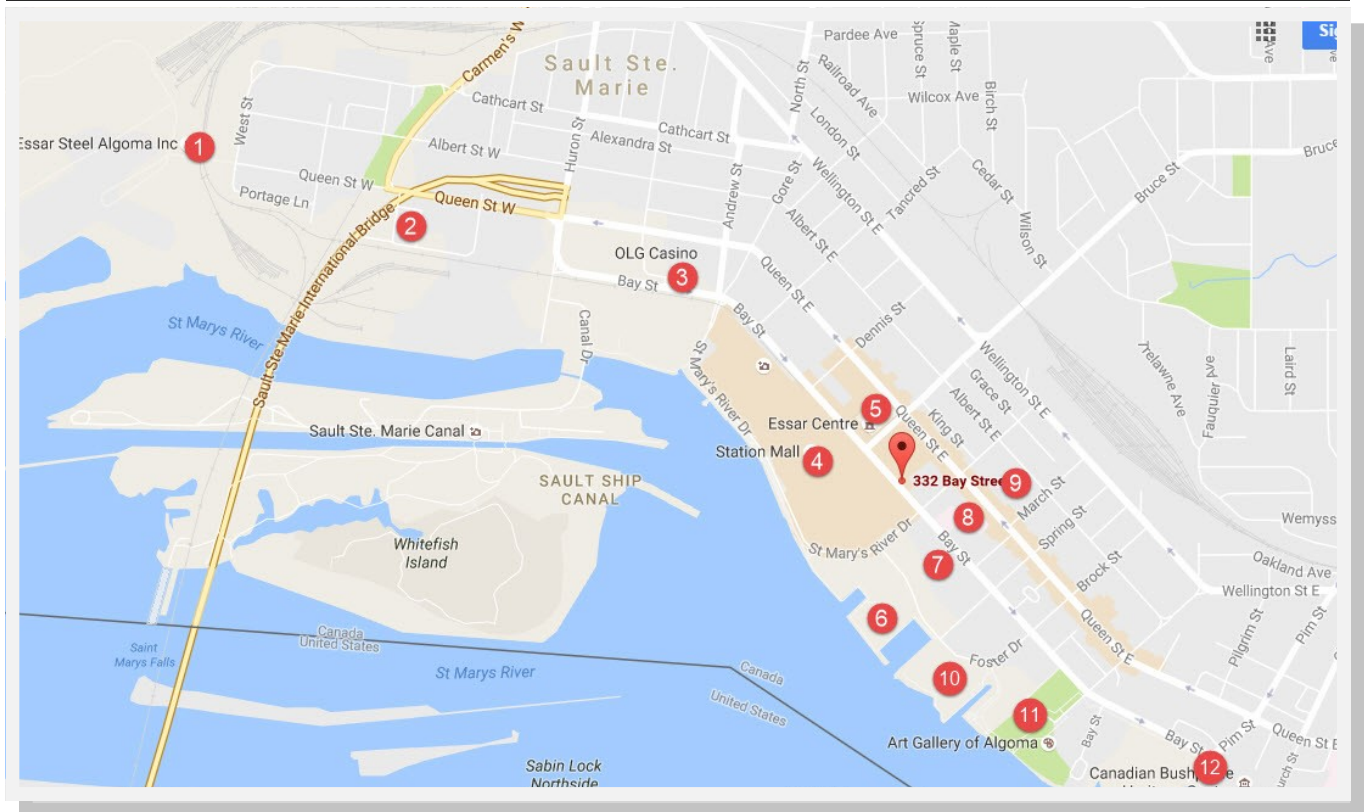 Pardee Ave
Spruce St
Maple St
Ave
Carmen's W
Sault Ste.
Marie
North St
Railroad Ave
Wilcox Ave
Birch St
Cathcart St
West St
London St
Huron St
Cathcart St
Alexandra St
Essar Steel Algoma Inc
1
Albert St W
Bruce
Bruce St
Wellington St E
Tancred St
Cedar St
Gore St
Andrew St
Queen St W
Portage Ln
Queen St W
2
Albert St E
Wilson St
OLG Casino
3
Queen St E
Bay St
St Marys River
Sault Ste Marie International Bridge
Canal Dr
Bay St
Dennis St
Wellington St E
Trelawne Ave
Fauquier Ave
Laird St
St Mary's River Dr
Grace St
Albert St E
King St
Queen St E
5
Essar Centre
Sault Ste. Marie Canal
Station Mall
4
332 Bay Stree
9
March St
SAULT SHIP
CANAL
8
Spring St
Wemyss
Whitefish
Island
St Mary's River Dr
Bay St
7
Brock St
Oakland Ave
Wellington St E
6
Queen St E
Pilgrim St
Pim St
Canada
United States
Saint
Marys Falls
St Marys River
Foster Dr
Canada
United States
10
11
Art Gallery of Algoma
Bay St
Bay St
Pim St
Queen St E
Sabin Lock
Northside
Canadian Bush
12
e